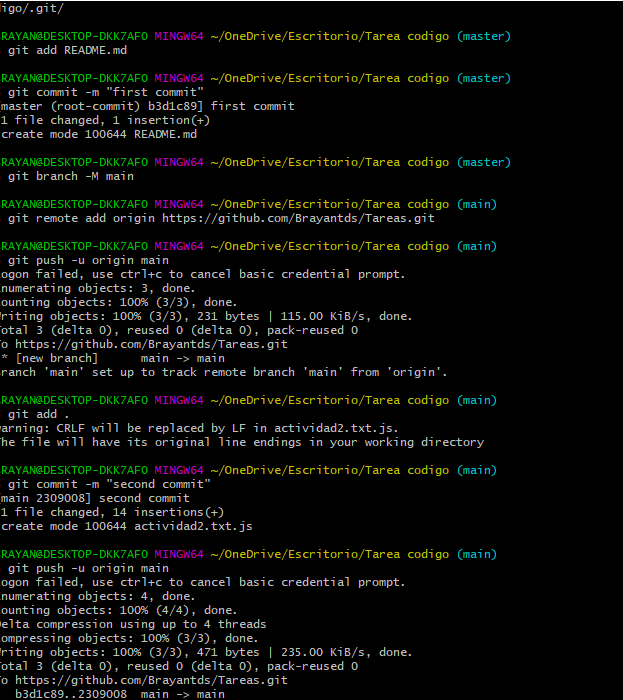 igo/.git/
RAYAN@DESKTOP-DKK7AFO MINGW64 ~/OneDrive/Escritorio/Tarea codigo (master)
git add README.md
RAYAN@DESKTOP-DKK7AFO MINGW64 ~/OneDrive/Escritorio/Tarea codigo (master)
git commit -m "first commit"
master (root-commit) b3d1c89] first commit
1 file changed, 1 insertion(+)
create mode 100644 README.md
RAYAN@DESKTOP-DKK7AFO MINGW64 ~/OneDrive/Escritorio/Tarea codigo (master)
git branch -M main
RAYAN@DESKTOP-DKK7AFO MINGW64 ~/OneDrive/Escritorio/Tarea codigo (main)
git remote add origin https://github.com/Brayantds/Tareas.git
RAYAN@DESKTOP-DKK7AFO MINGW64 ~/OneDrive/Escritorio/Tarea codigo (main)
git push -u origin main
ogon failed, use ctrl+c to cancel basic credential prompt.
numerating objects: 3, done.
ounting objects: 100% (3/3), done.
riting objects: 100% (3/3), 231 bytes | 115.00 KiB/s, done.
otal 3 (delta 0), reused 0 (delta 0), pack-reused 0
o https://github.com/Brayantds/Tareas.git
* [new branch]      main -> main
ranch 'main' set up to track remote branch 'main' from 'origin'.
RAYAN@DESKTOP-DKK7AFO MINGW64 ~/OneDrive/Escritorio/Tarea codigo (main)
git add .
arning: CRLF will be replaced by LF in actividad2.txt.js.
he file will have its original line endings in your working directory
RAYAN@DESKTOP-DKK7AFO MINGW64 ~/OneDrive/Escritorio/Tarea codigo (main)
git commit -m "second commit"
main 2309008] second commit
1 file changed, 14 insertions(+)
create mode 100644 actividad2.txt.js
RAYAN@DESKTOP-DKK7AFO MINGW64 ~/OneDrive/Escritorio/Tarea codigo (main)
git push -u origin main
ogon failed, use ctrl+c to cancel basic credential prompt.
numerating objects: 4, done.
ounting objects: 100% (4/4), done.
elta compression using up to 4 threads
ompressing objects: 100% (3/3), done.
riting objects: 100% (3/3), 471 bytes | 235.00 KiB/s, done.
otal 3 (delta 0), reused 0 (delta 0), pack-reused 0
o https://github.com/Brayantds/Tareas.git
b3d1c89..2309008  main -> main